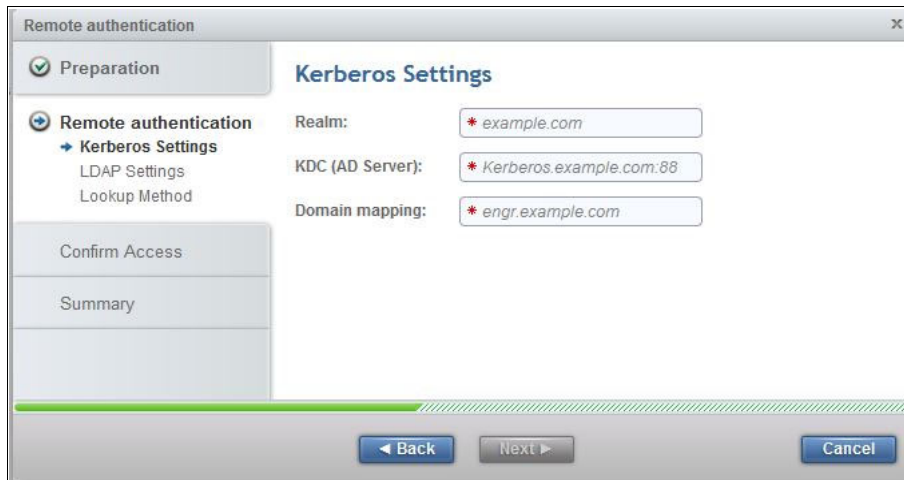 Remote authentication
x
Preparation
Remote authentication
Kerberos Settings
LDAP Settings
Lookup Method
Confirm Access
Summary
Kerberos Settings
Realm: * example.com
KDC (AD Server): * Kerberos.example.com:88
Domain mapping: * engr.example.com
Back
Next
Cancel